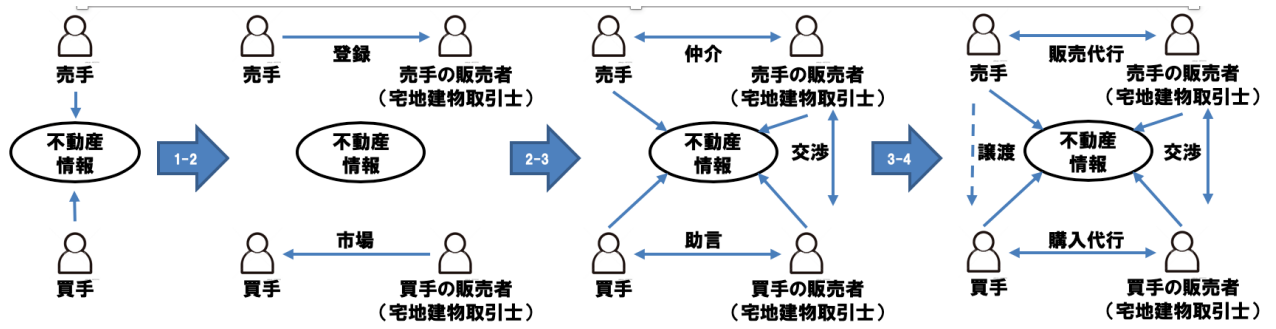 売手
不動産
情報
買手
1-2
売手
登録
売手の販売者
（宅地建物取引士）
不動産
情報
市場
買手
買手の販売者
（宅地建物取引士）
2-3
売手
仲介
売手の販売者
（宅地建物取引士）
不動産
情報
交渉
助言
買手
買手の販売者
（宅地建物取引士）
3-4
売手
販売代行
売手の販売者
（宅地建物取引士）
譲渡
不動産
情報
交渉
購入代行
買手
買手の販売者
（宅地建物取引士）